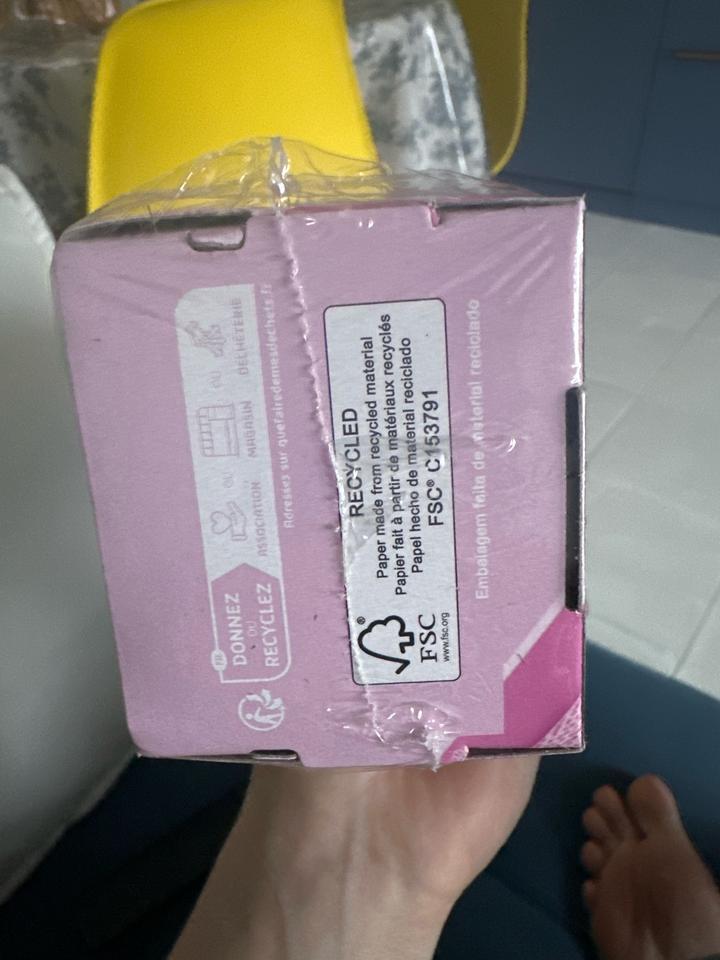 FR
DONNEZ
OU
RECYCLEZ
ASSOCIATION
OU
MAGASIN
OU
DÉCHÈTERIE
Adresses sur quefairedemesdechets.fr
RECYCLED
Paper made from recycled material
Papier fait à partir de matériaux recyclés
Papel hecho de material reciclado
FSC® C153791
®
FSC
www.fsc.org
Embalagem feita de material reciclado